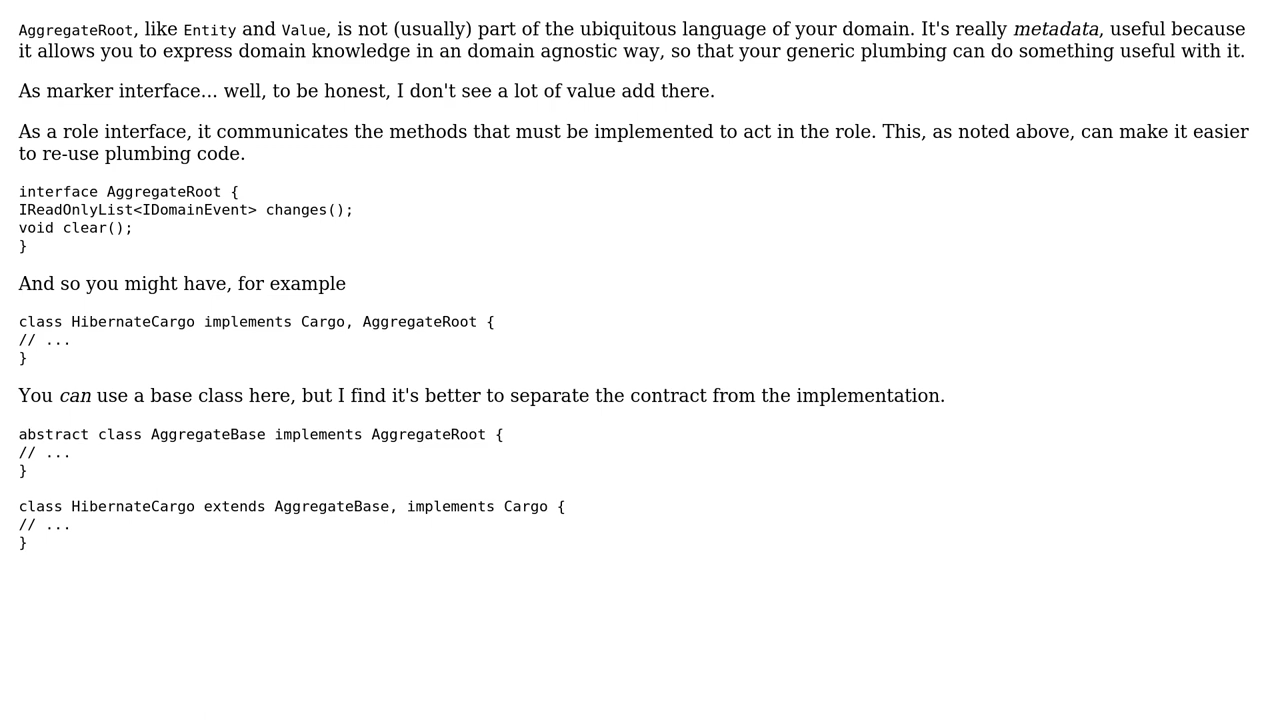 AggregateRoot, like Entity and Value, is not (usually) part of the ubiquitous language of your domain. It's really metadata, useful because
it allows you to express domain knowledge in an domain agnostic way, so that your generic plumbing can do something useful with it.
As marker interface... well, to be honest, I don't see a lot of value add there.
As a role interface, it communicates the methods that must be implemented to act in the role. This, as noted above, can make it easier
to re-use plumbing code.
interface AggregateRoot {
IReadOnlyList<IDomainEvent> changes();
void clear();
}
And so you might have, for example
class HibernateCargo implements Cargo, AggregateRoot {
// ...
}
You can use a base class here, but I find it's better to separate the contract from the implementation.
abstract class AggregateBase implements AggregateRoot {
// ...
}
class HibernateCargo extends AggregateBase, implements Cargo {
// ...
}